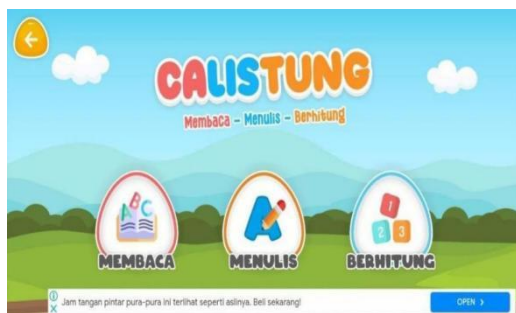 CALISTUNG
Membaca - Menulis - Berhitung
ABC
A
1
2 3
MEMBACA
MENULIS
BERHITUNG
Jam tangan pintar pura-pura ini terlihat seperti aslinya. Beli sekarang!
OPEN >